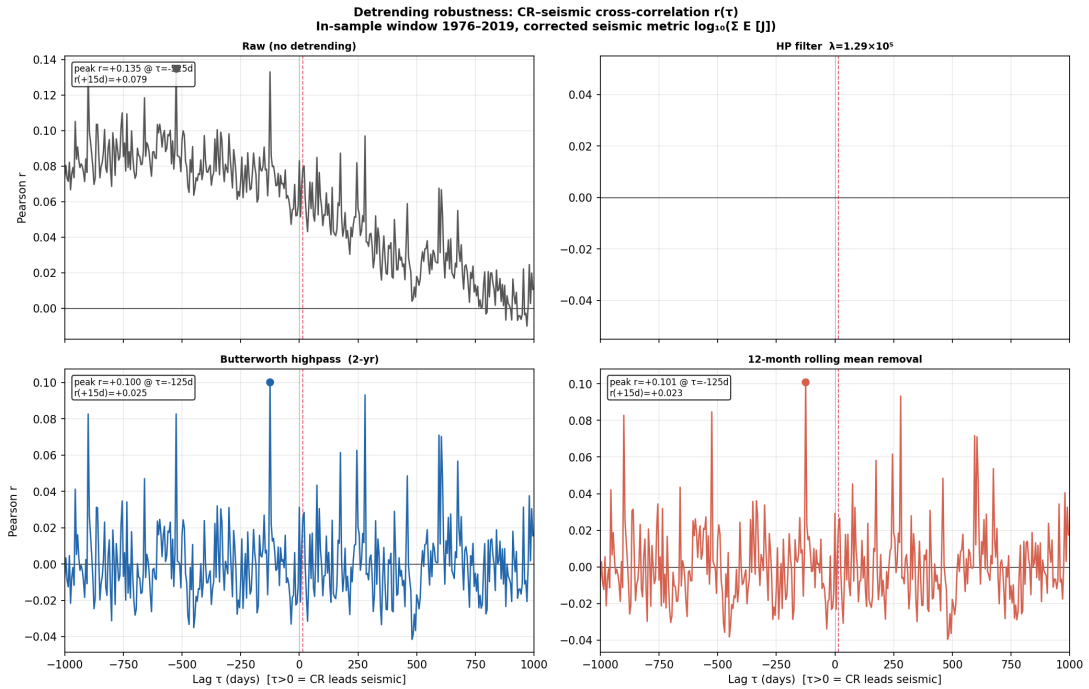 Detrending robustness: CR–seismic cross-correlation r(τ)
In-sample window 1976–2019, corrected seismic metric log₁₀(Σ E [J])
Raw (no detrending)
peak r=+0.135 @ τ=-525d
r(+15d)=+0.079
Pearson r
0.14
0.12
0.10
0.08
0.06
0.04
0.02
0.00
HP filter λ=1.29×10⁵
0.04
0.02
0.00
−0.02
−0.04
Butterworth highpass (2-yr)
peak r=+0.100 @ τ=-125d
r(+15d)=+0.025
Pearson r
0.10
0.08
0.06
0.04
0.02
0.00
−0.02
−0.04
−1000 −750 −500 −250 0 250 500 750 1000
Lag τ (days) [τ>0 = CR leads seismic]
12-month rolling mean removal
peak r=+0.101 @ τ=-125d
r(+15d)=+0.023
0.10
0.08
0.06
0.04
0.02
0.00
−0.02
−0.04
−1000 −750 −500 −250 0 250 500 750 1000
Lag τ (days) [τ>0 = CR leads seismic]